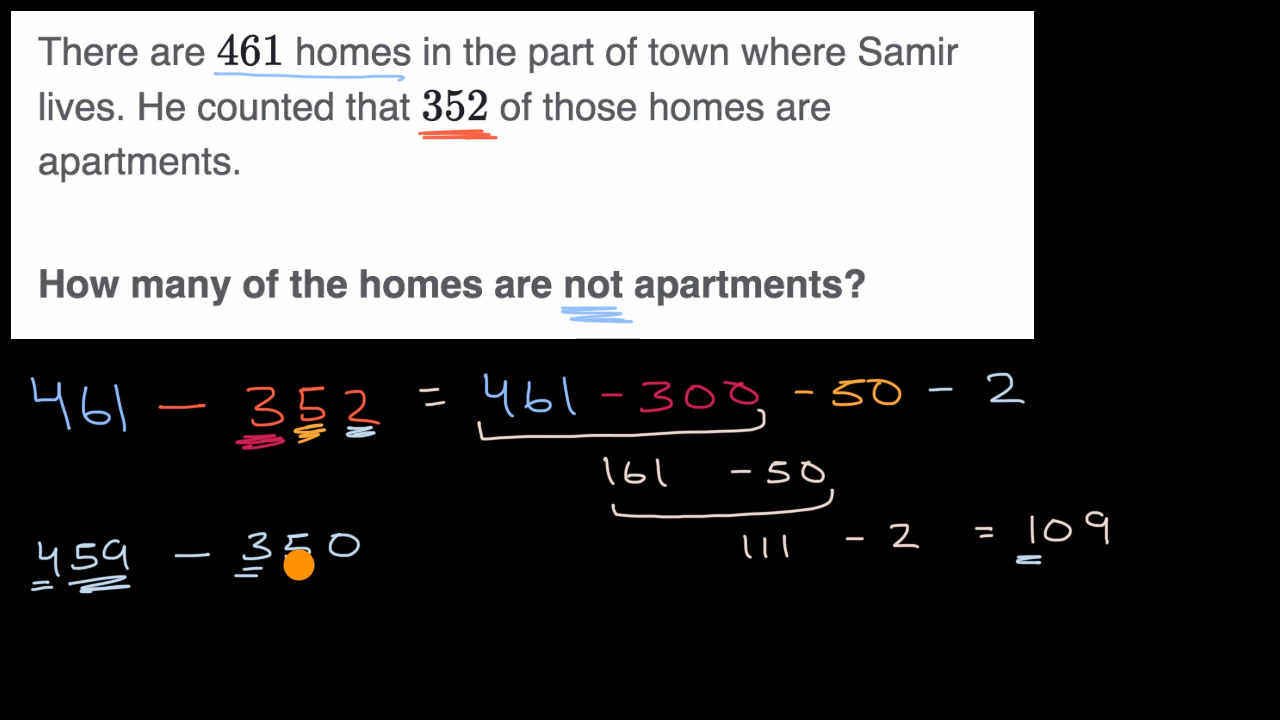 There are 461 homes in the part of town where Samir
lives. He counted that 352 of those homes are
apartments.
How many of the homes are not apartments?
461 - 352 = 461 - 300 - 50 - 2
161 - 50
111 - 2 = 109
459 - 350